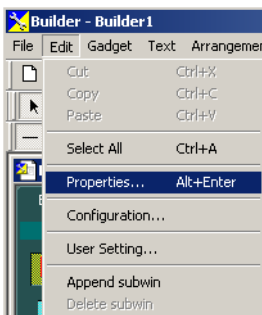 Builder - Builder1
File Edit Gadget Text Arrangemer
Cut Ctrl+X
Copy Ctrl+C
Paste Ctrl+V
Select All Ctrl+A
Properties... Alt+Enter
Configuration...
User Setting...
Append subwin
Delete subwin